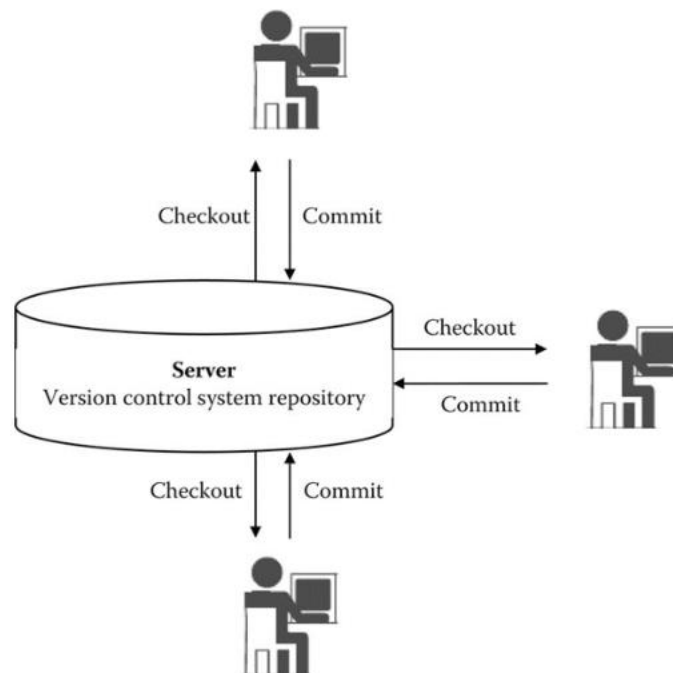 Checkout
Commit
Checkout
Server
Version control system repository
Commit
Checkout
Commit